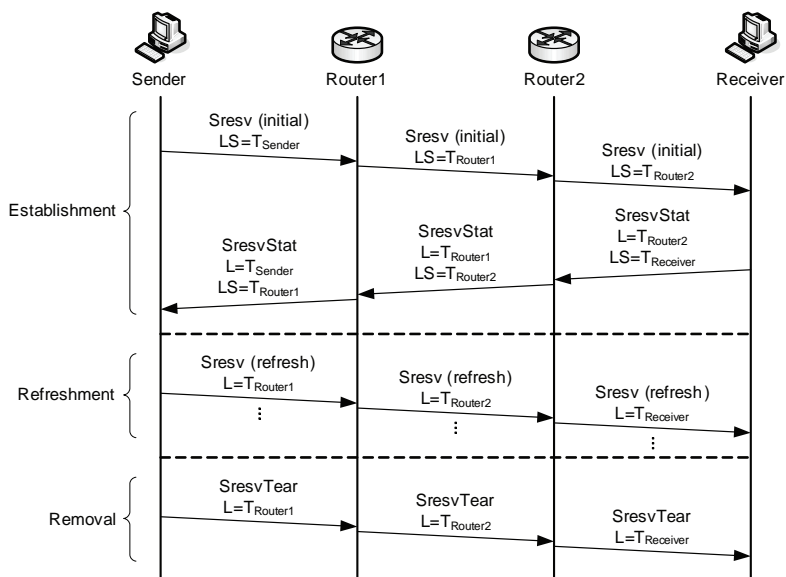 Sender
Router1
Router2
Receiver
Establishment
Sresv (initial)
LS=TSender
Sresv (initial)
LS=TRouter1
Sresv (initial)
LS=TRouter2
SresvStat
L=TSender
LS=TRouter1
SresvStat
L=TRouter1
LS=TRouter2
SresvStat
L=TRouter2
LS=TReceiver
Refreshment
Sresv (refresh)
L=TRouter1
...
Sresv (refresh)
L=TRouter2
...
Sresv (refresh)
L=TReceiver
...
Removal
SresvTear
L=TRouter1
SresvTear
L=TRouter2
SresvTear
L=TReceiver